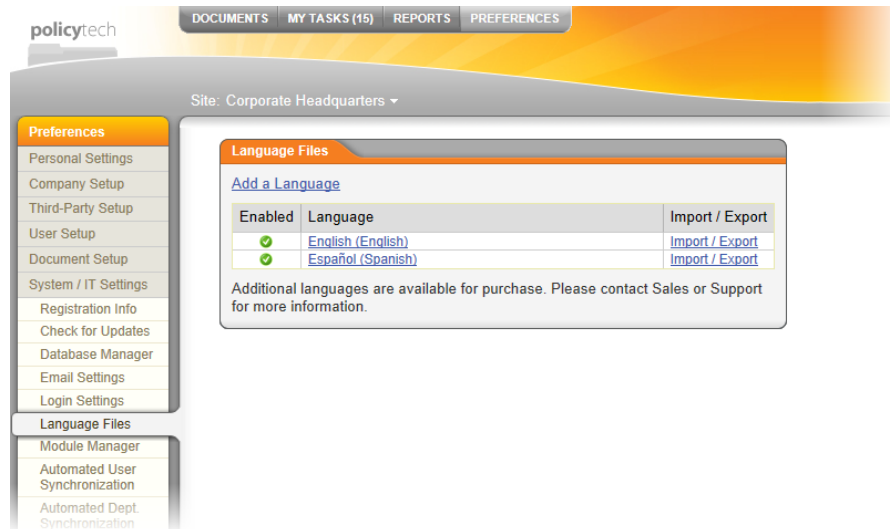 policytech
DOCUMENTS MY TASKS (15) REPORTS PREFERENCES
Site: Corporate Headquarters
Preferences
Personal Settings
Company Setup
Third-Party Setup
User Setup
Document Setup
System / IT Settings
Registration Info
Check for Updates
Database Manager
Email Settings
Login Settings
Language Files
Module Manager
Automated User
Synchronization
Automated Dept.
Synchronization
Language Files
Add a Language
Enabled Language Import / Export
English (English) Import / Export
Español (Spanish) Import / Export
Additional languages are available for purchase. Please contact Sales or Support
for more information.